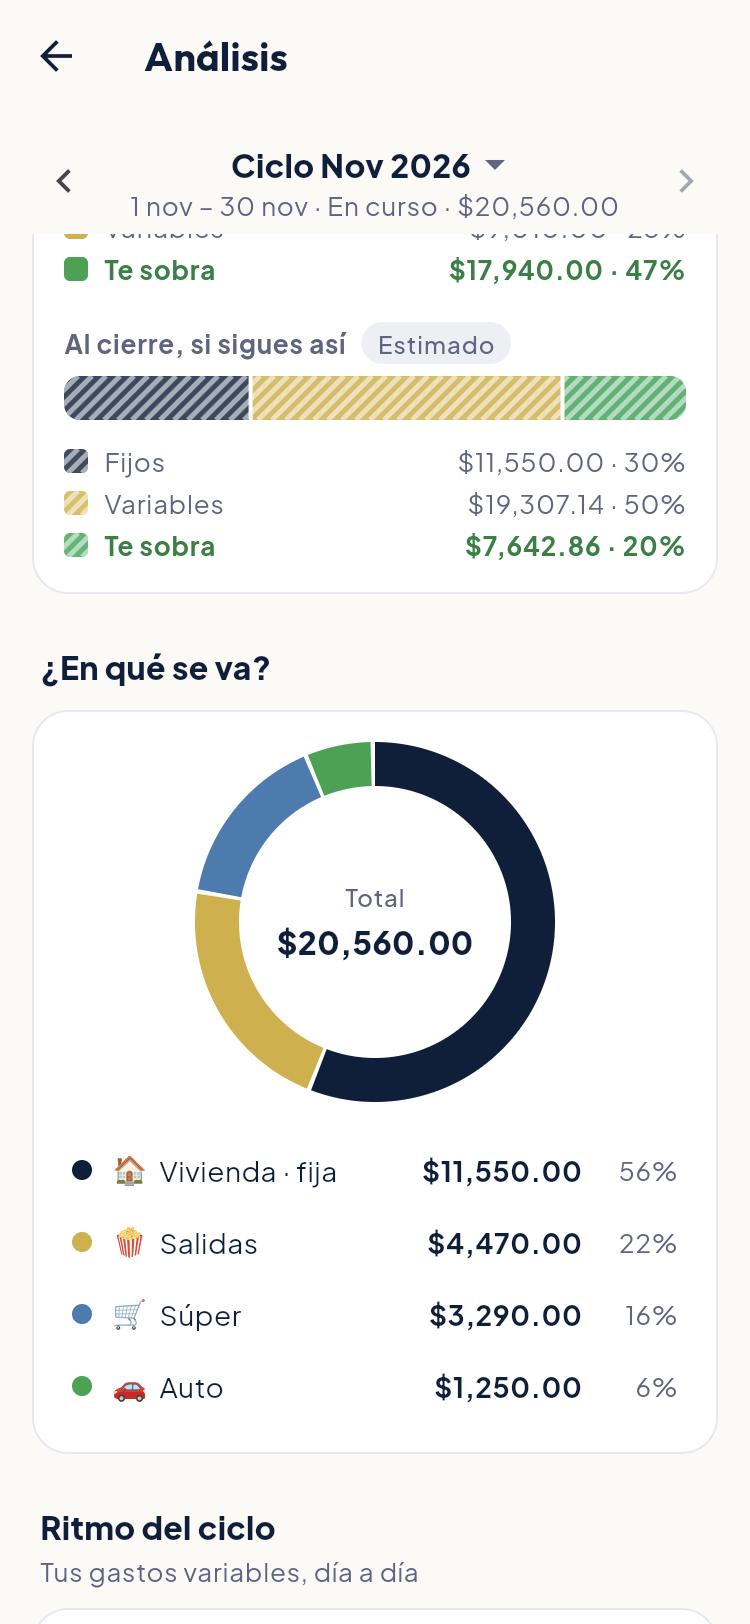 Análisis
Ciclo Nov 2026
1 nov – 30 nov · En curso · $20,560.00
Variables
Te sobra $17,940.00 · 47%
Al cierre, si sigues así Estimado
Fijos $11,550.00 · 30%
Variables $19,307.14 · 50%
Te sobra $7,642.86 · 20%
¿En qué se va?
Total
$20,560.00
Vivienda · fija $11,550.00 56%
Salidas $4,470.00 22%
Súper $3,290.00 16%
Auto $1,250.00 6%
Ritmo del ciclo
Tus gastos variables, día a día